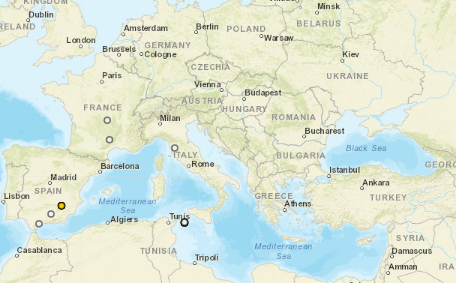 KINGDOM
Minsk
Dublin
BELARUS
Amsterdam
Berlin
POLAND
London
Warsaw
Brussels
GERMANY
Cologne
Kiev
CZECHIA
Paris
UKRAINE
Vienna
Budapest
AUSTRIA
HUNGARY
FRANCE
ROMANIA
Milan
Bucharest
Black Sea
ITALY
BULGARIA
Rome
Barcelona
Istanbul
Madrid
Ankara
SPAIN
GREECE
TURKEY
Lisbon
Mediterranean
Sea
Athens
Algiers
Tunis
SYRIA
Casablanca
TUNISIA
Mediterranean
Sea
Damascus
Tripoli
Amman